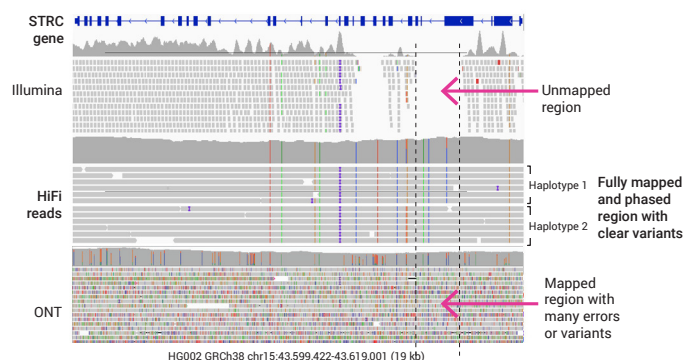 STRC
gene
Illumina
Unmapped
region
HiFi
reads
Haplotype 1
Haplotype 2
Fully mapped
and phased
region with
clear variants
ONT
Mapped
region with
many errors
or variants
HG002 GRCh38 chr15:43,599,422-43,619,001 (19 kb)